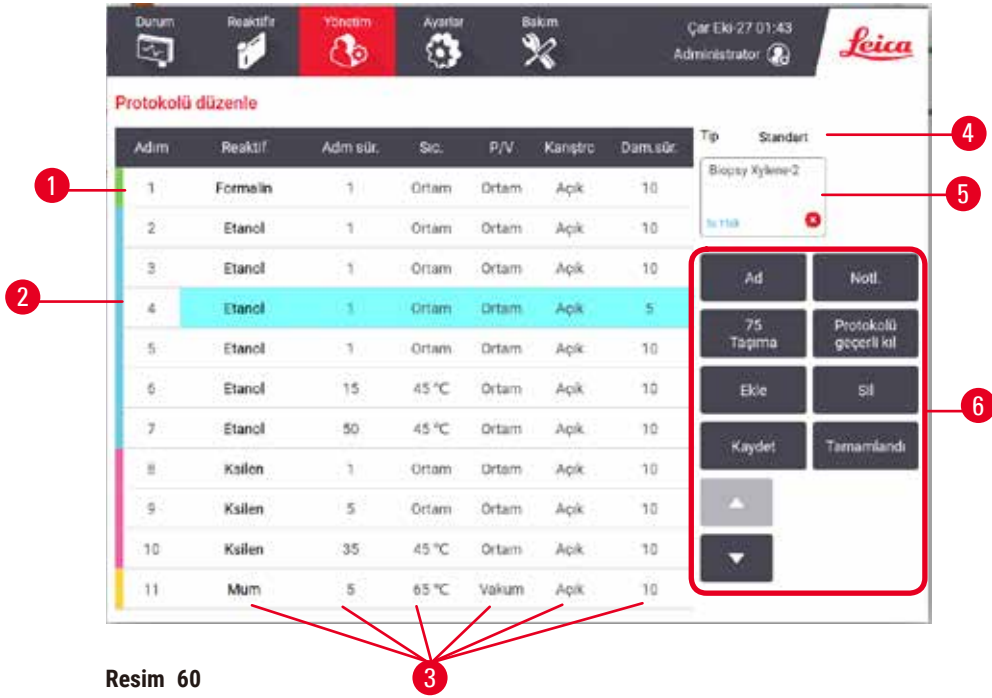 Durum Reaktifir Yönetim Ayarlar Bakım
Çar Eki-27 01:43
Administrator
Leica
Protokolü düzenle
Adım Reaktif Adm sür. Sıc. P/V Karıştrc Dam.sür.
1 Formalin 1 Ortam Ortam Açık 10
2 Etanol 1 Ortam Ortam Açık 10
3 Etanol 1 Ortam Ortam Açık 10
4 Etanol 1 Ortam Ortam Açık 5
5 Etanol 1 Ortam Ortam Açık 10
6 Etanol 15 45 °C Ortam Açık 10
7 Etanol 50 45 °C Ortam Açık 10
8 Ksilen 1 Ortam Ortam Açık 10
9 Ksilen 5 Ortam Ortam Açık 10
10 Ksilen 35 45 °C Ortam Açık 10
11 Mum 5 65 °C Vakum Açık 10
Tip Standart
Biopsy Xylene-2
Ad
Notl.
75
Taşıma
Protokolü
geçerli kıl
Ekle
Sil
Kaydet
Tamamlandı
1
2
3
4
5
6
Resim 60